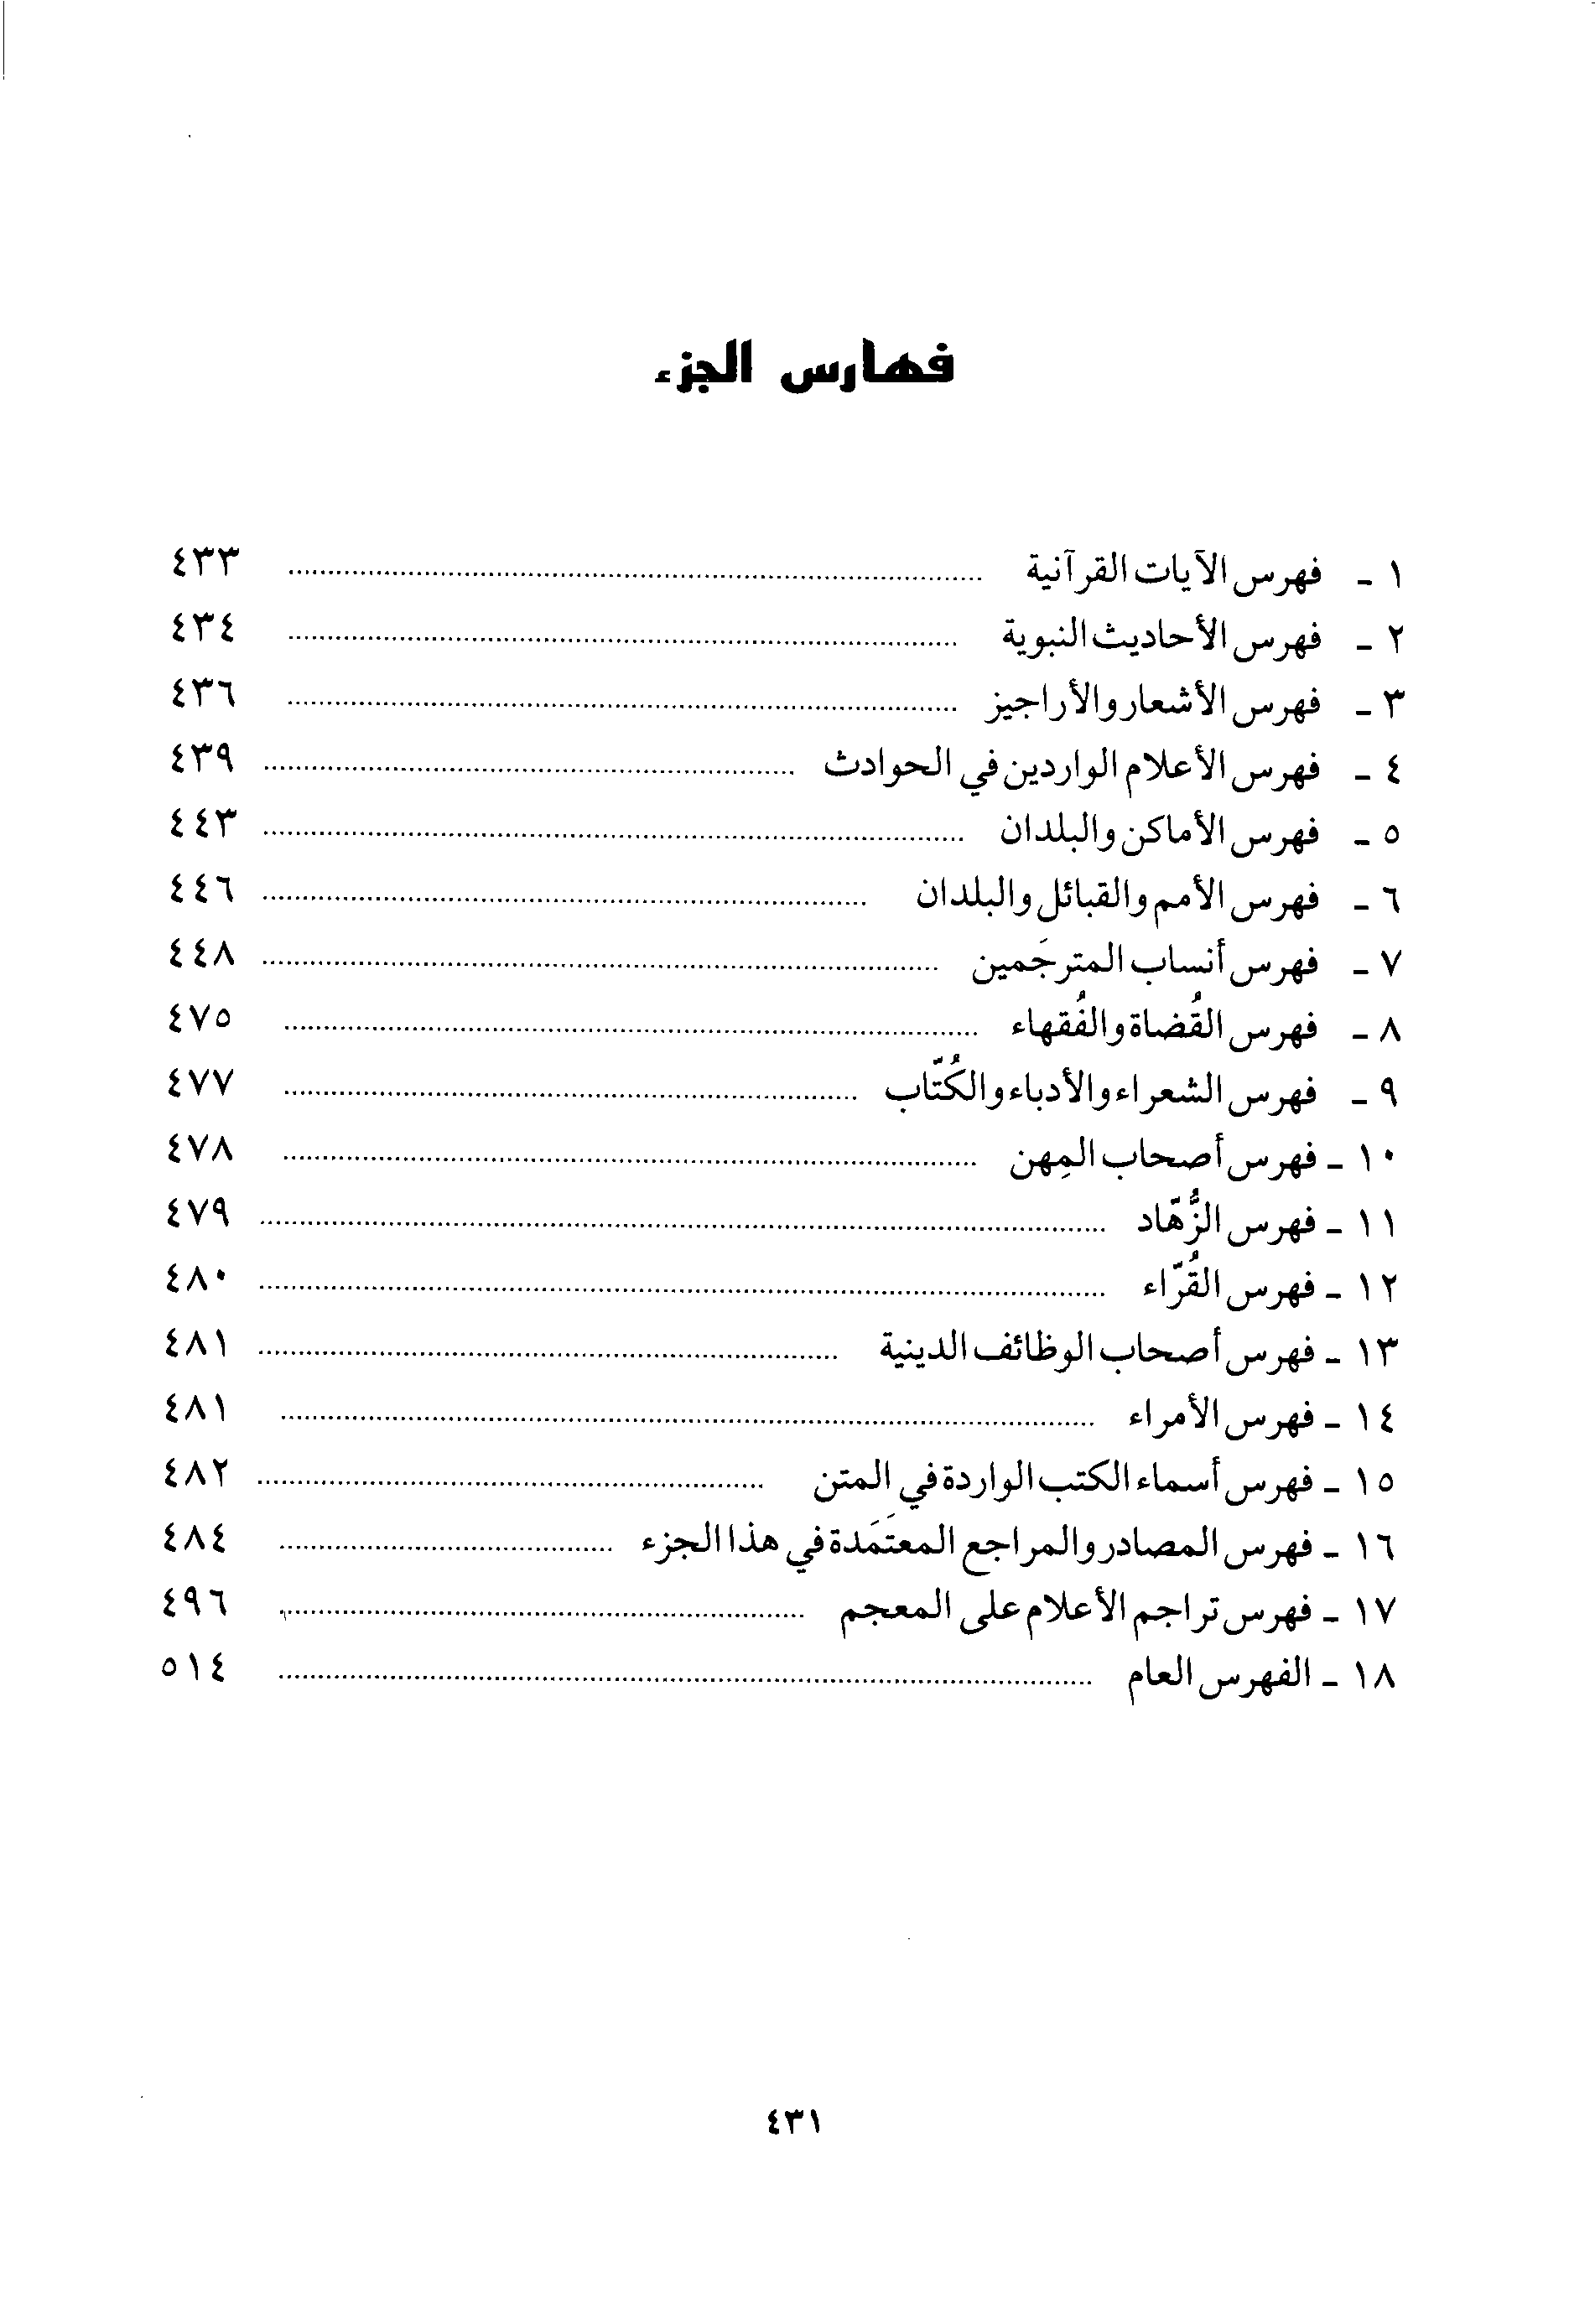 فهارس الجزء
١ - فهرس الآيات القرآنية ........ ٤٣٣
٢ - فهرس الأحاديث النبوية ........ ٤٣٤
٣ - فهرس الأشعار والأراجيز ........ ٤٣٦
٤ - فهرس الأعلام الواردين في الحوادث ........ ٤٣٩
٥ - فهرس الأماكن والبلدان ........ ٤٤٣
٦ - فهرس الأمم والقبائل والبلدان ........ ٤٤٦
٧ - فهرس أنساب المترجَمين ........ ٤٤٨
٨ - فهرس القُضاة والفُقهاء ........ ٤٧٥
٩ - فهرس الشعراء والأدباء والكُتّاب ........ ٤٧٧
١٠ - فهرس أصحاب المِهن ........ ٤٧٨
١١ - فهرس الزُّهّاد ........ ٤٧٩
١٢ - فهرس القُرّاء ........ ٤٨٠
١٣ - فهرس أصحاب الوظائف الدينية ........ ٤٨١
١٤ - فهرس الأمراء ........ ٤٨١
١٥ - فهرس أسماء الكتب الواردة في المتن ........ ٤٨٢
١٦ - فهرس المصادر والمراجع المعتَمَدة في هذا الجزء ........ ٤٨٤
١٧ - فهرس تراجم الأعلام على المعجم ........ ٤٩٦
١٨ - الفهرس العام ........ ٥١٤
٤٣١